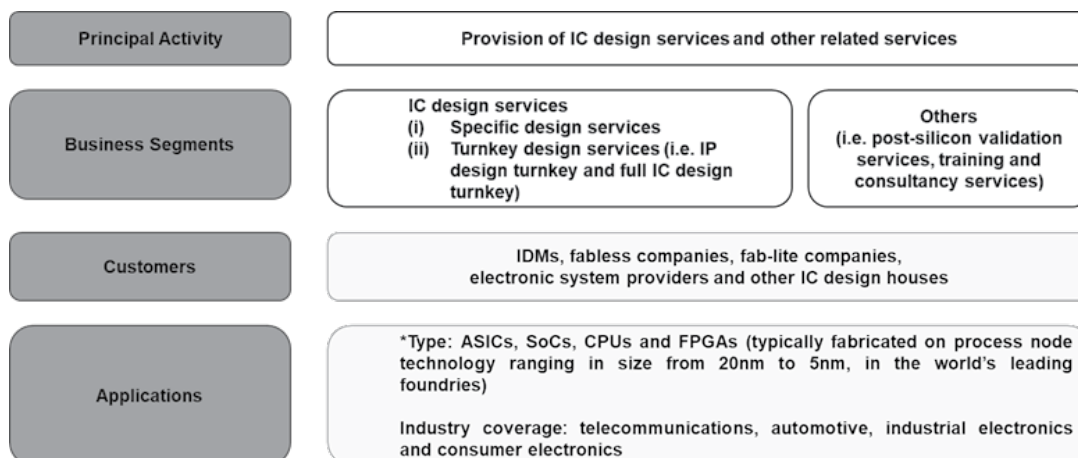 Principal Activity
Provision of IC design services and other related services
Business Segments
IC design services
(i) Specific design services
(ii) Turnkey design services (i.e. IP
design turnkey and full IC design
turnkey)
Others
(i.e. post-silicon validation
services, training and
consultancy services)
Customers
IDMs, fabless companies, fab-lite companies,
electronic system providers and other IC design houses
Applications
*Type: ASICs, SoCs, CPUs and FPGAs (typically fabricated on process node
technology ranging in size from 20nm to 5nm, in the world's leading
foundries)
Industry coverage: telecommunications, automotive, industrial electronics
and consumer electronics